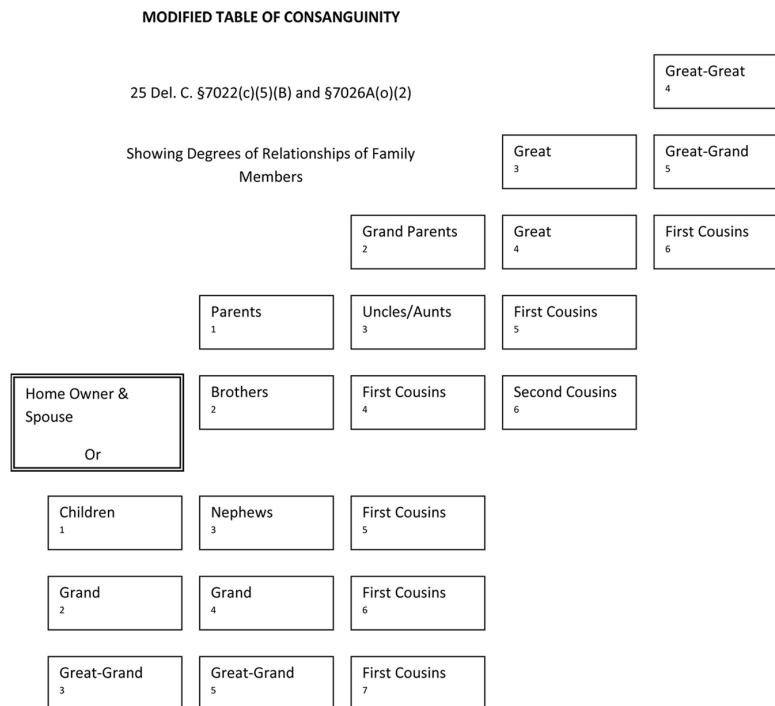 MODIFIED TABLE OF CONSANGUINITY
Great-Great
4
25 Del. C. §7022(c)(5)(B) and §7026A(o)(2)
Showing Degrees of Relationships of Family
Members
Great
3
Great-Grand
5
Grand Parents
2
Great
4
First Cousins
6
Parents
1
Uncles/Aunts
3
First Cousins
5
Home Owner &
Spouse
Or
Brothers
2
First Cousins
4
Second Cousins
6
Children
1
Nephews
3
First Cousins
5
Grand
2
Grand
4
First Cousins
6
Great-Grand
3
Great-Grand
5
First Cousins
7